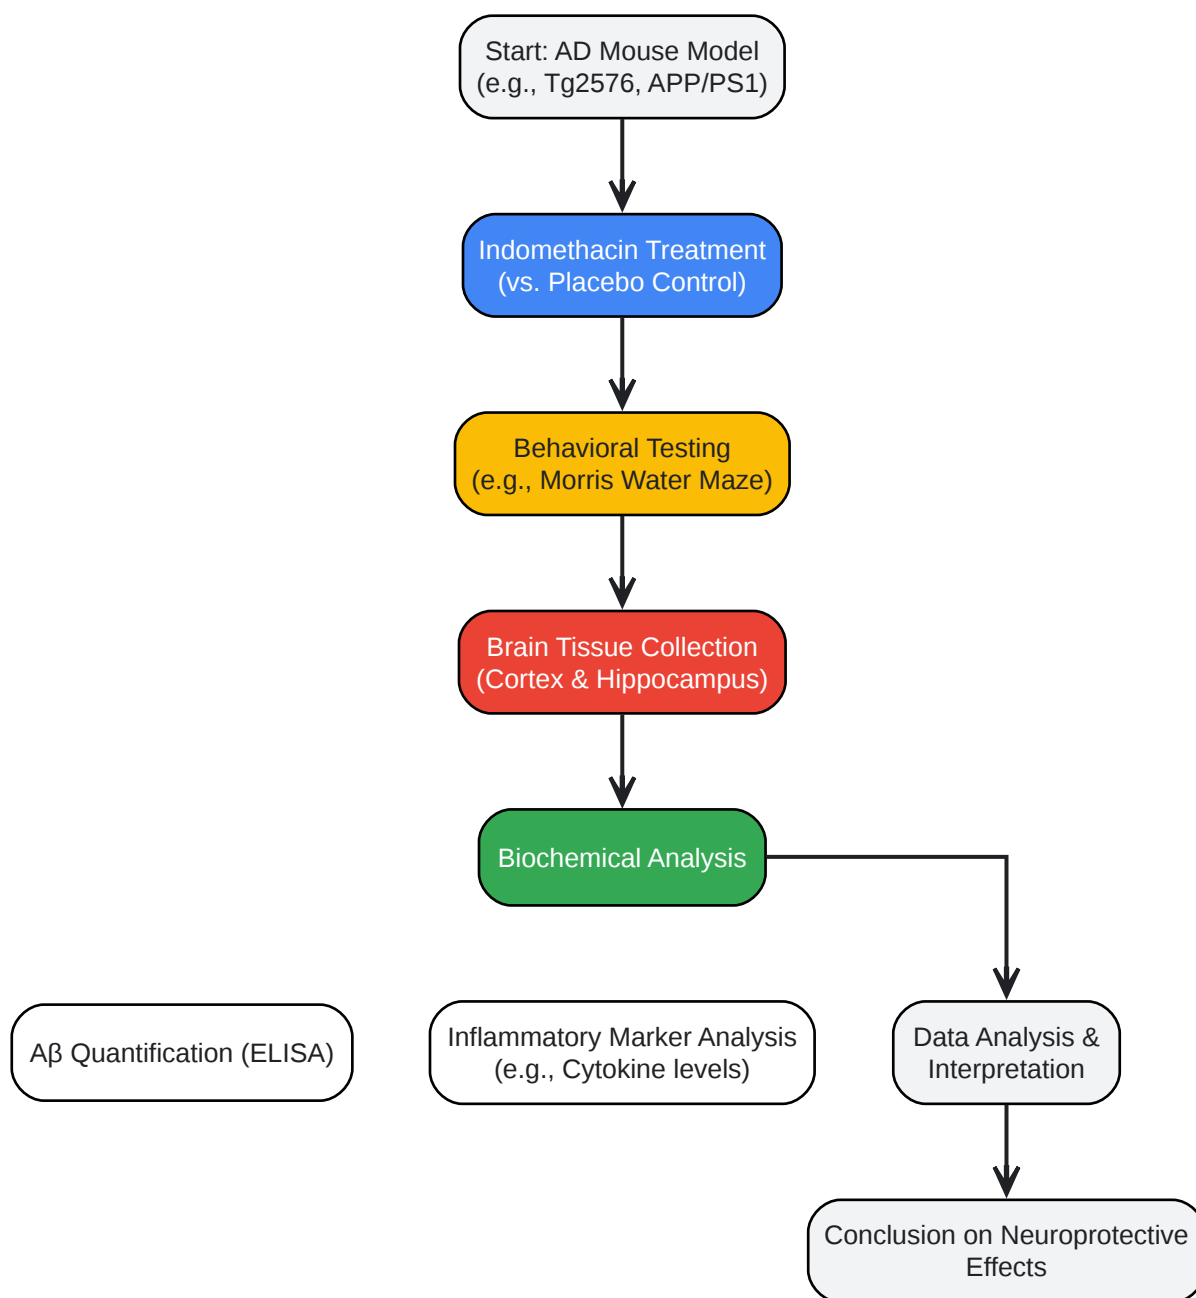 Start: AD Mouse Model
(e.g., Tg2576, APP/PS1)
Indomethacin Treatment
(vs. Placebo Control)
Behavioral Testing
(e.g., Morris Water Maze)
Brain Tissue Collection
(Cortex & Hippocampus)
Biochemical Analysis
Aβ Quantification (ELISA)
Inflammatory Marker Analysis
(e.g., Cytokine levels)
Data Analysis &
Interpretation
Conclusion on Neuroprotective
Effects